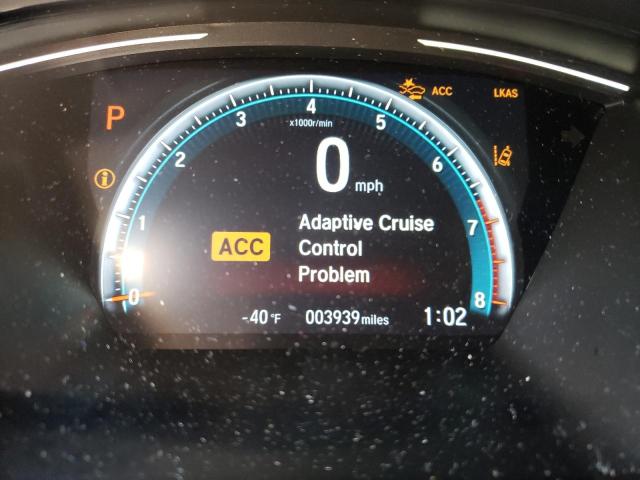 ACC LKAS
P
x1000r/min
0 1 2 3 4 5 6 7 8
0 mph
ACC
Adaptive Cruise
Control
Problem
-40°F 003939 miles 1:02